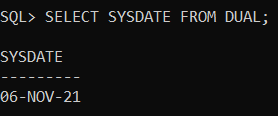 SQL> SELECT SYSDATE FROM DUAL;
SYSDATE
---------
06-NOV-21